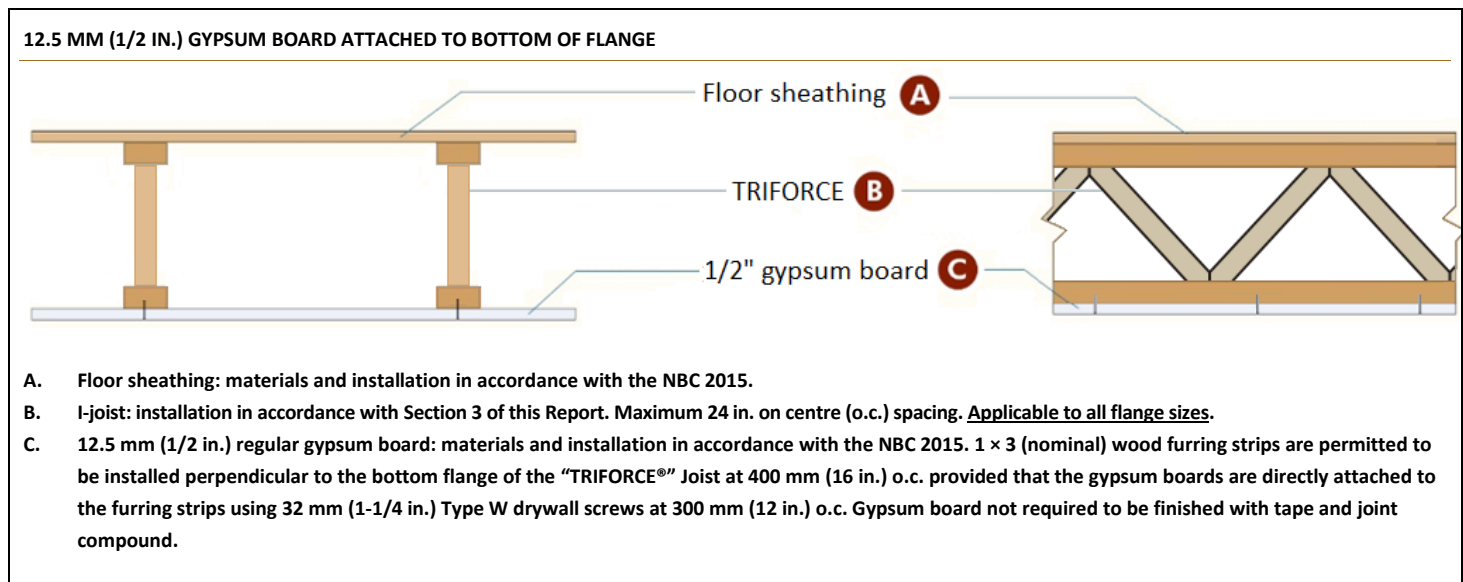 12.5 MM (1/2 IN.) GYPSUM BOARD ATTACHED TO BOTTOM OF FLANGE
Floor sheathing A
TRIFORCE B
1/2" gypsum board C
A. Floor sheathing: materials and installation in accordance with the NBC 2015.
B. I-joist: installation in accordance with Section 3 of this Report. Maximum 24 in. on centre (o.c.) spacing. Applicable to all flange sizes.
C. 12.5 mm (1/2 in.) regular gypsum board: materials and installation in accordance with the NBC 2015. 1 × 3 (nominal) wood furring strips are permitted to
be installed perpendicular to the bottom flange of the “TRIFORCE®” Joist at 400 mm (16 in.) o.c. provided that the gypsum boards are directly attached to
the furring strips using 32 mm (1-1/4 in.) Type W drywall screws at 300 mm (12 in.) o.c. Gypsum board not required to be finished with tape and joint
compound.